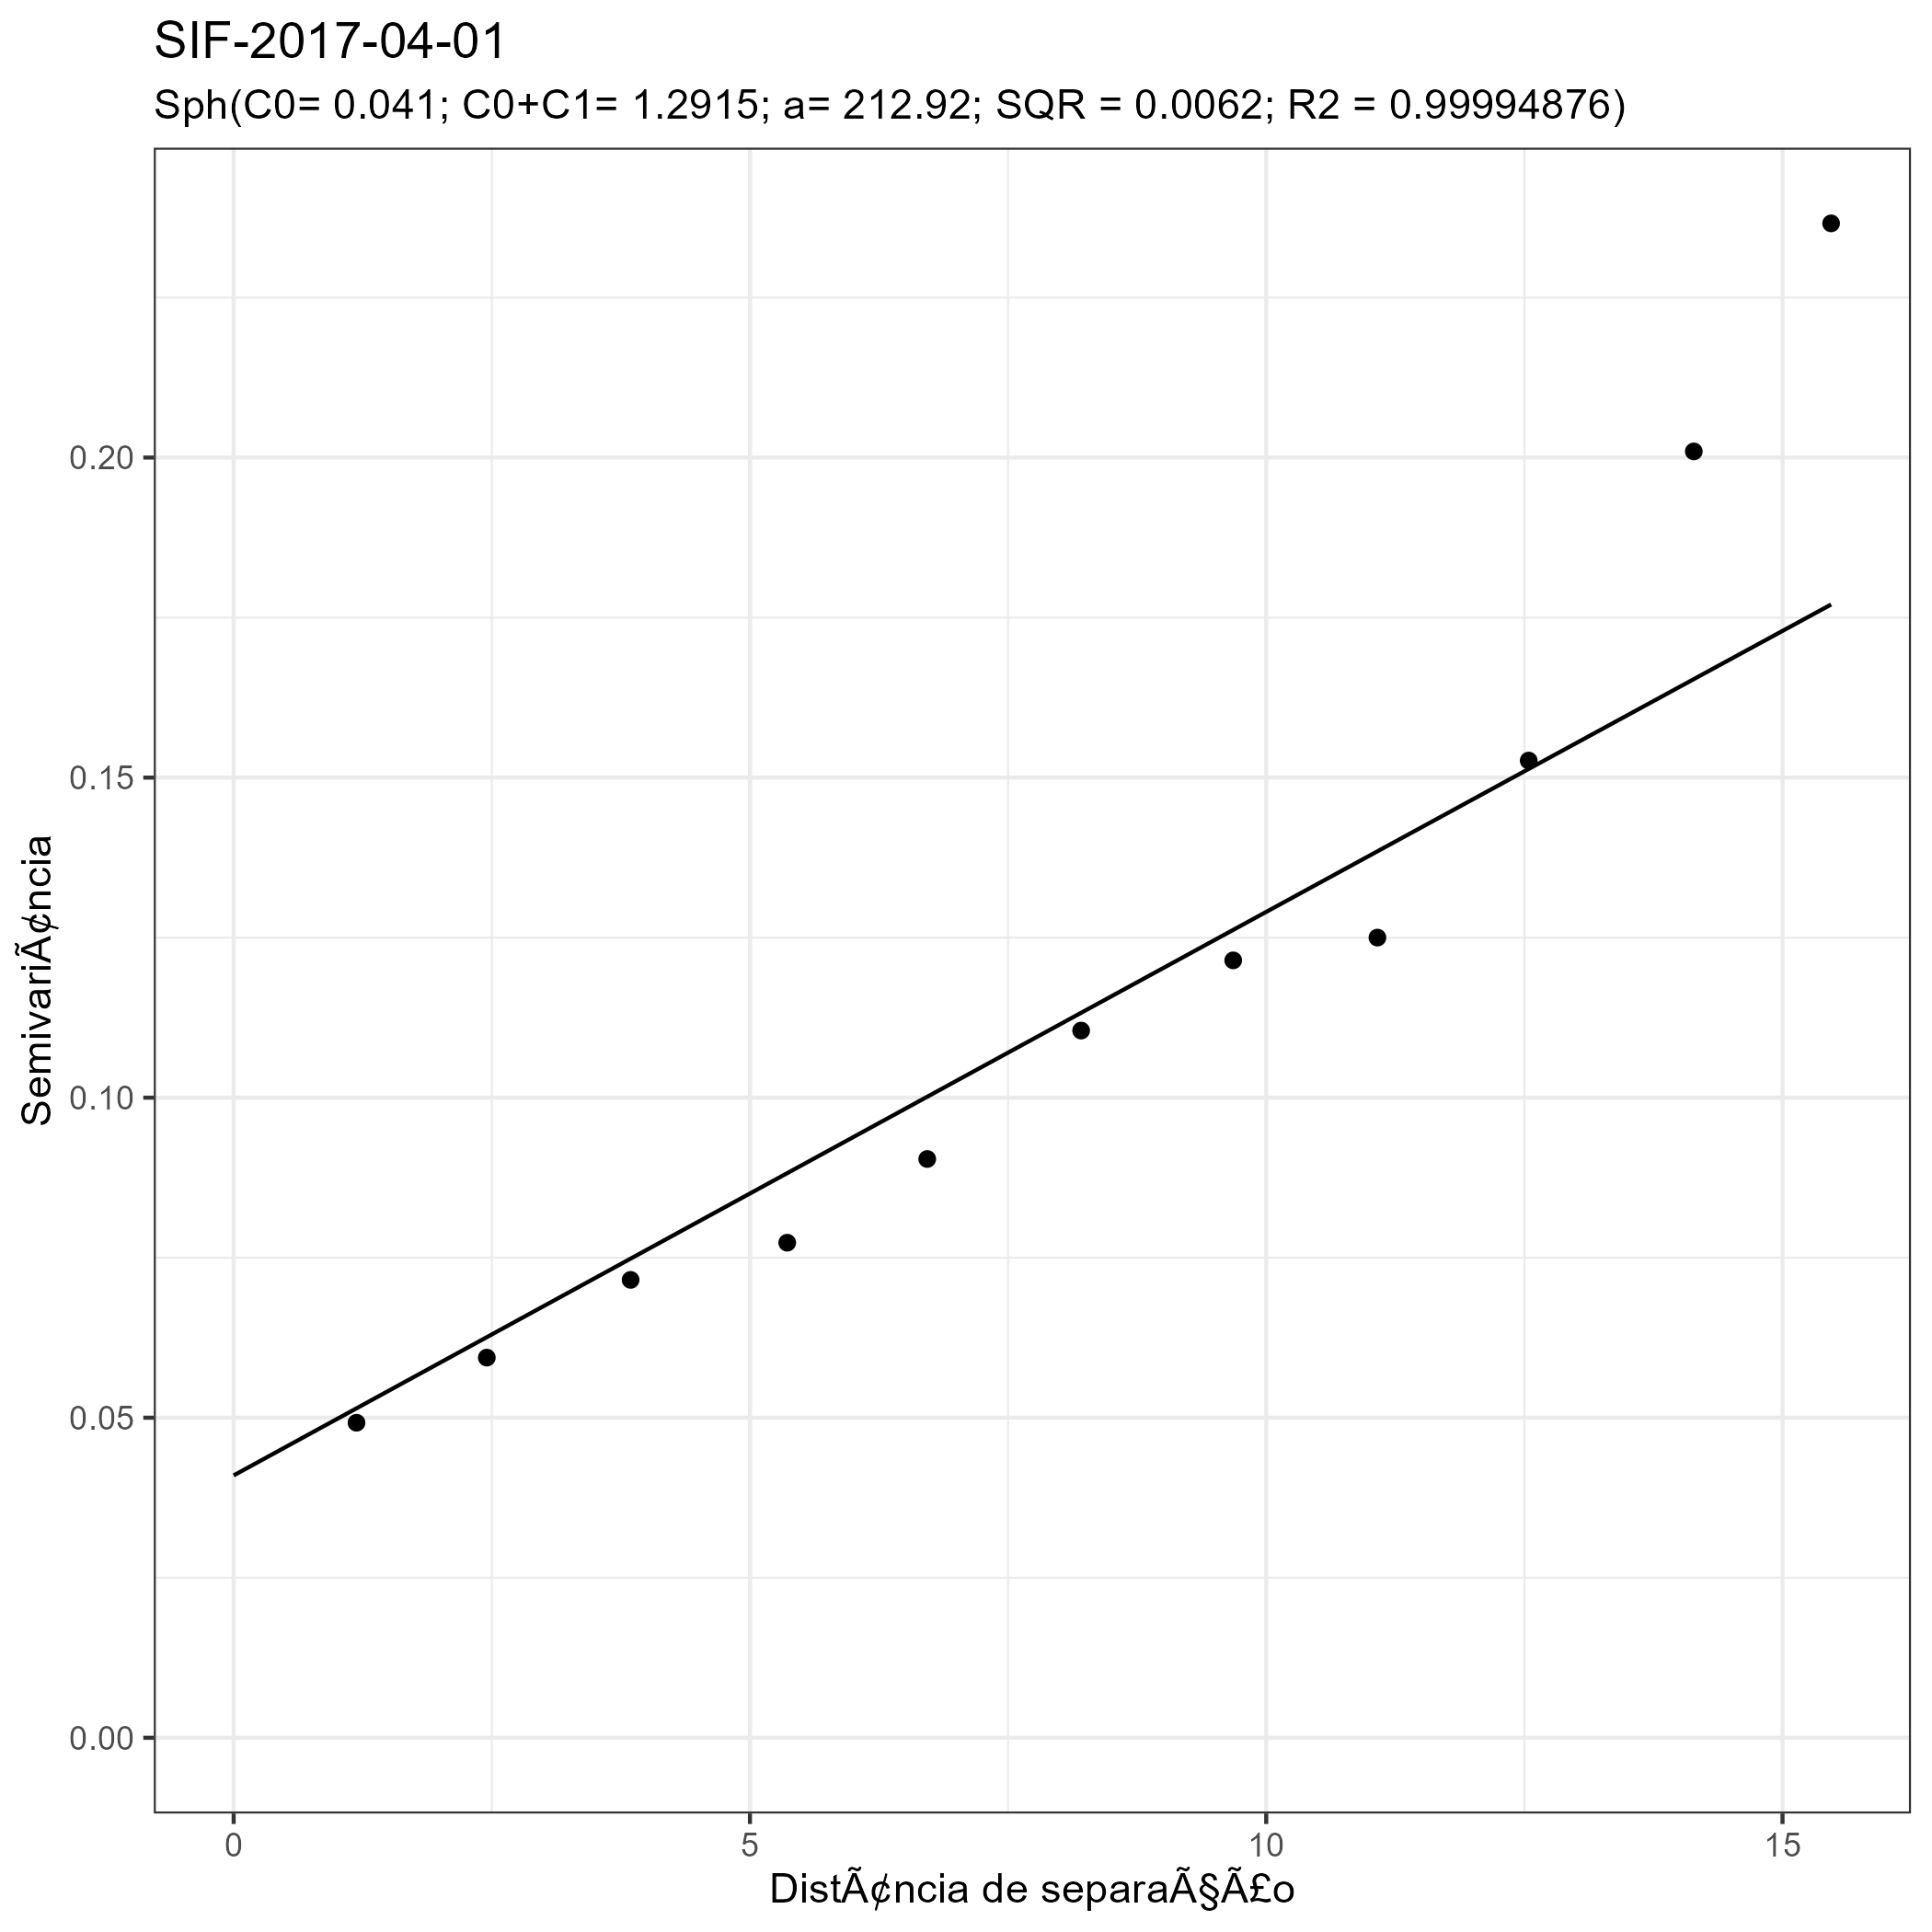 SIF-2017-04-01
Sph(C0= 0.041; C0+C1= 1.2915; a= 212.92; SQR = 0.0062; R2 = 0.99994876)
SemivariÃ¢ncia
0.20
0.15
0.10
0.05
0.00
0 5 10 15
DistÃ¢ncia de separaÃ§Ã£o